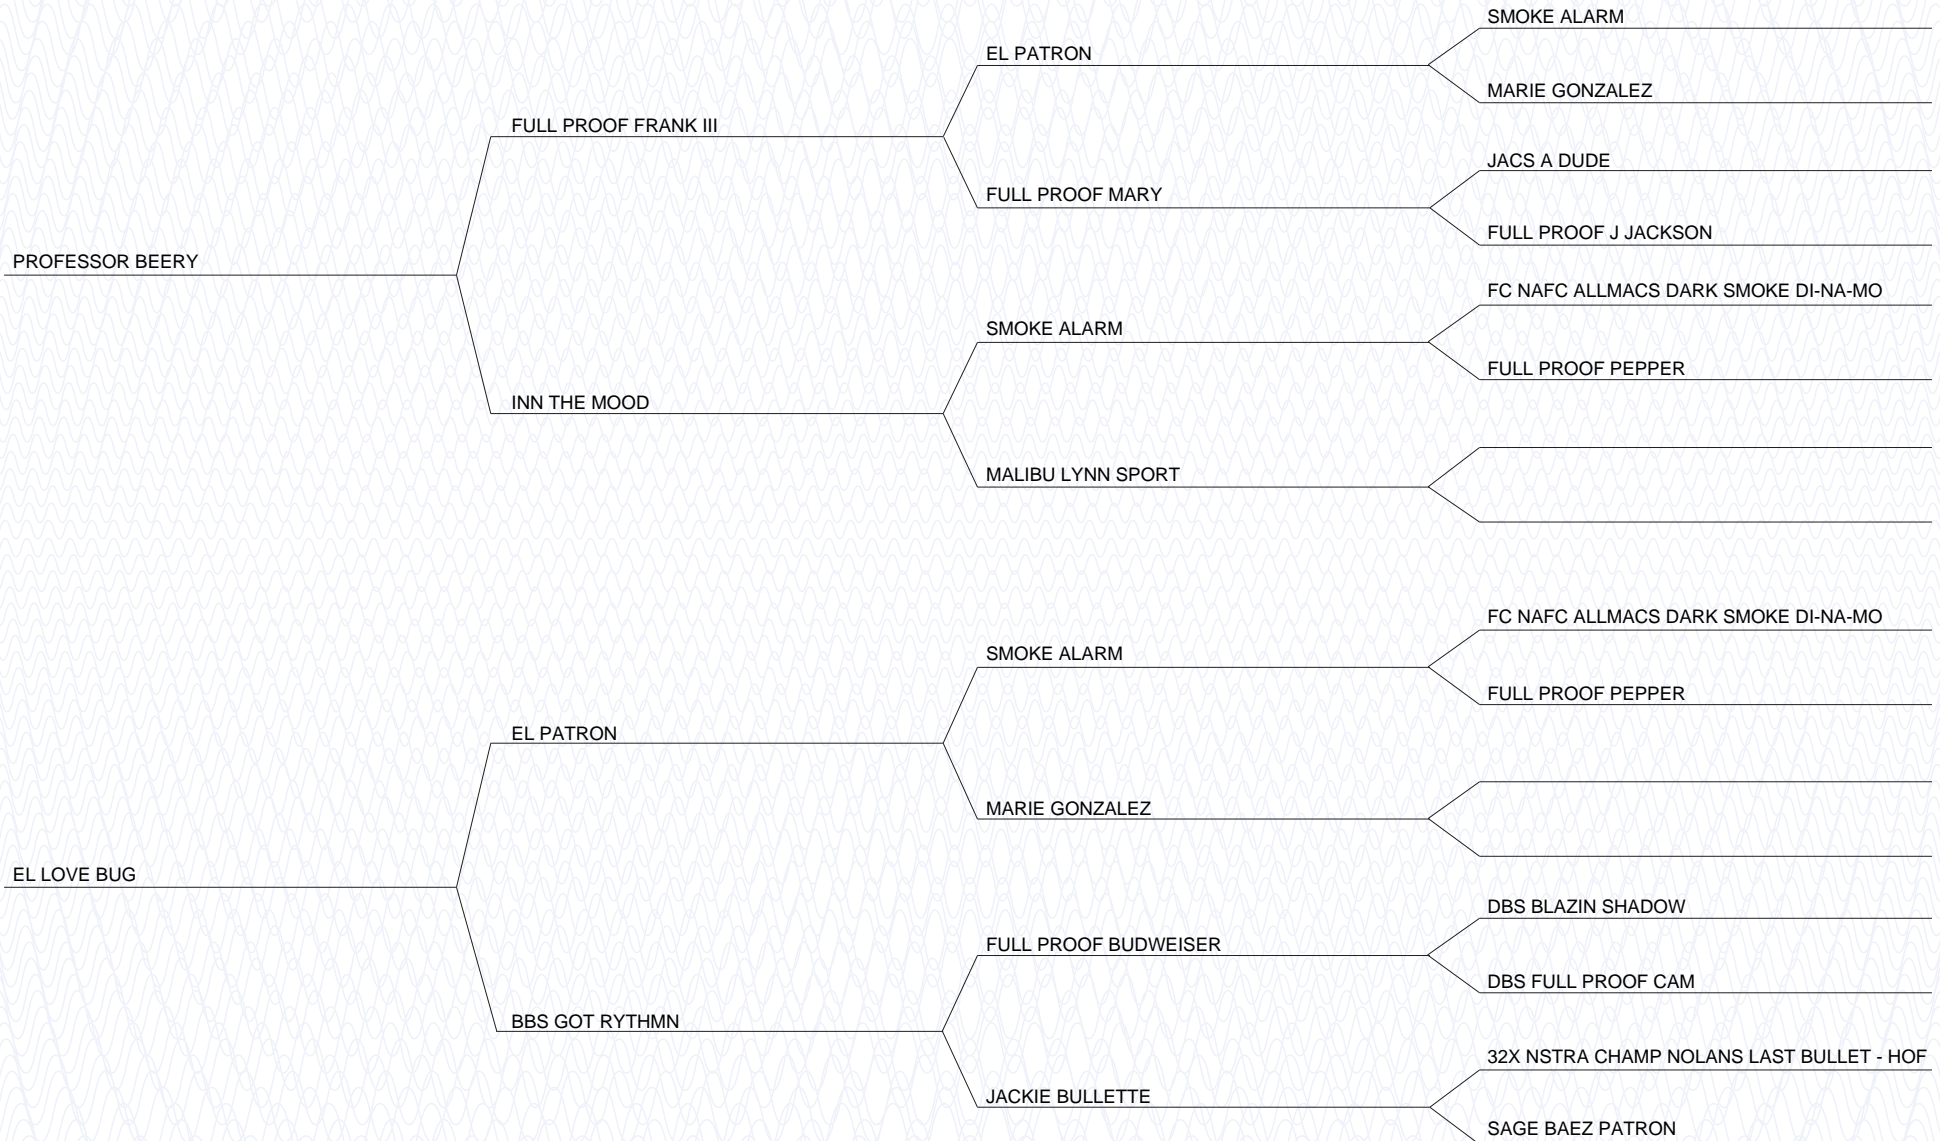 SMOKE ALARM
EL PATRON
MARIE GONZALEZ
FULL PROOF FRANK III
JACS A DUDE
FULL PROOF MARY
FULL PROOF J JACKSON
PROFESSOR BEERY
FC NAFC ALLMACS DARK SMOKE DI-NA-MO
SMOKE ALARM
FULL PROOF PEPPER
INN THE MOOD
MALIBU LYNN SPORT
FC NAFC ALLMACS DARK SMOKE DI-NA-MO
SMOKE ALARM
FULL PROOF PEPPER
EL PATRON
MARIE GONZALEZ
EL LOVE BUG
DBS BLAZIN SHADOW
FULL PROOF BUDWEISER
DBS FULL PROOF CAM
BBS GOT RYTHMN
32X NSTRA CHAMP NOLANS LAST BULLET - HOF
JACKIE BULLETTE
SAGE BAEZ PATRON